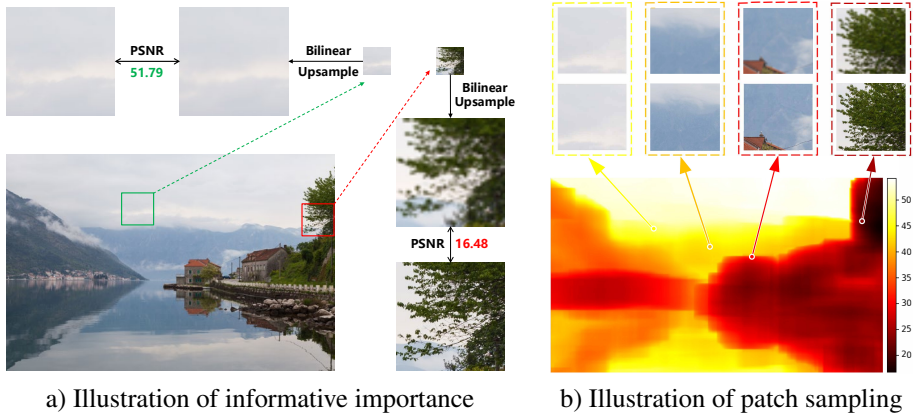 PSNR
51.79
Bilinear
Upsample
Bilinear
Upsample
PSNR 16.48
a) Illustration of informative importance
50
45
40
35
30
25
20
b) Illustration of patch sampling